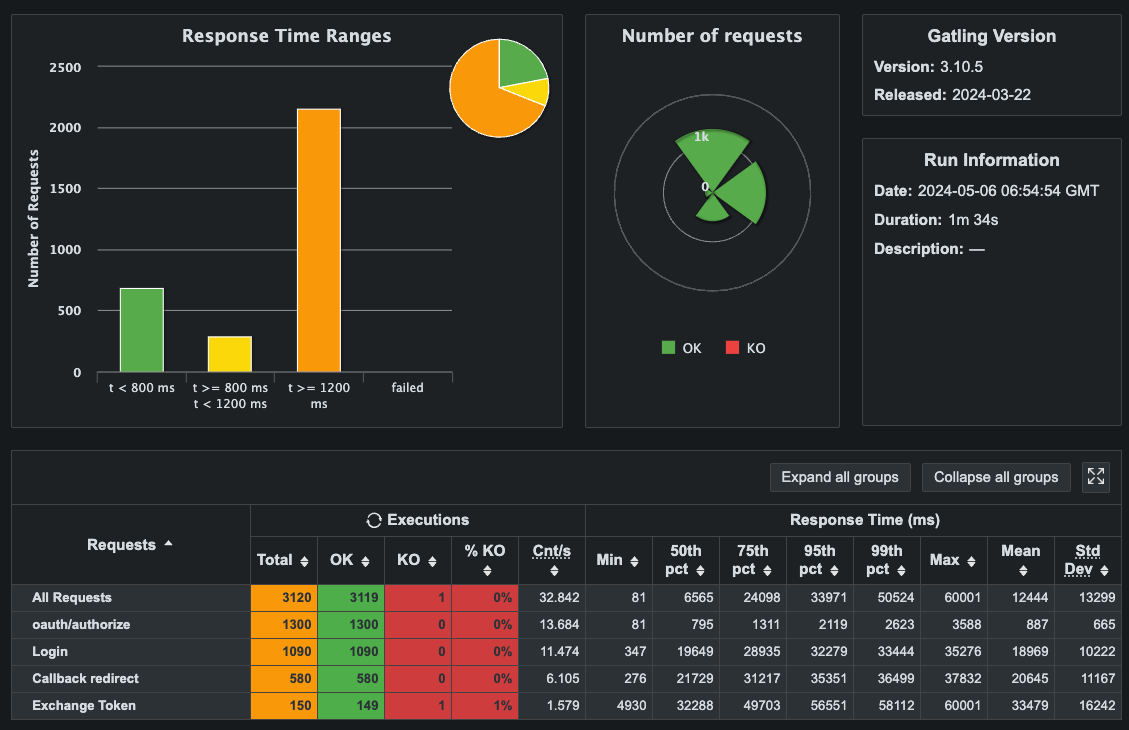 Response Time Ranges
2500
2000
1500
1000
500
0
Number of Requests
t < 800 ms
t >= 800 ms
t < 1200 ms
t >= 1200
ms
failed
Number of requests
1k
0
OK KO
Gatling Version
Version: 3.10.5
Released: 2024-03-22
Run Information
Date: 2024-05-06 06:54:54 GMT
Duration: 1m 34s
Description: —
Expand all groups Collapse all groups
Requests Executions Response Time (ms)
Total OK KO % KO Cnt/s Min 50th pct 75th pct 95th pct 99th pct Max Mean Std Dev
All Requests 3120 3119 1 0% 32.842 81 6565 24098 33971 50524 60001 12444 13299
oauth/authorize 1300 1300 0 0% 13.684 81 795 1311 2119 2623 3588 887 665
Login 1090 1090 0 0% 11.474 347 19649 28935 32279 33444 35276 18969 10222
Callback redirect 580 580 0 0% 6.105 276 21729 31217 35351 36499 37832 20645 11167
Exchange Token 150 149 1 1% 1.579 4930 32288 49703 56551 58112 60001 33479 16242